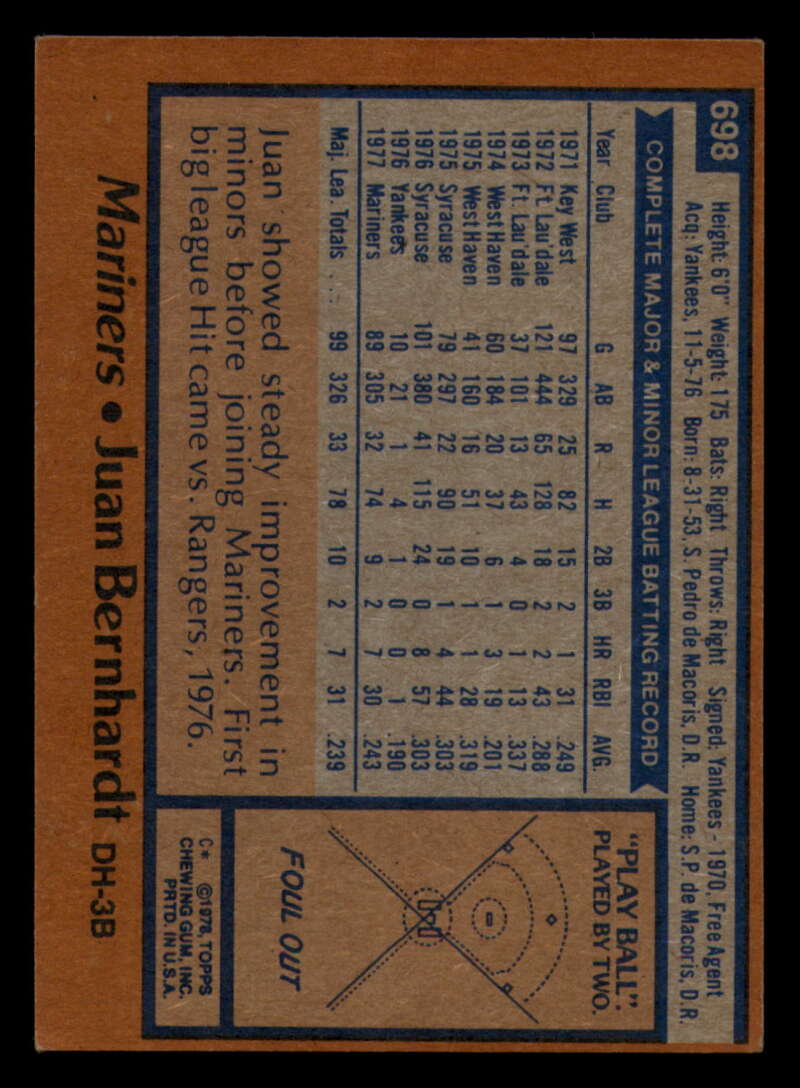 698
Height: 6'0" Weight: 175 Bats: Right Throws: Right Signed: Yankees - 1970, Free Agent
Acq: Yankees, 11-5-76 Born: 8-31-53, S. Pedro de Macoris, D.R. Home: S.P. de Macoris, D.R.
COMPLETE MAJOR & MINOR LEAGUE BATTING RECORD
Year Club G AB R H 2B 3B HR RBI AVG.
1971 Key West 97 329 25 82 15 2 1 31 .249
1972 Ft. Lau'dale 121 444 65 128 18 2 2 43 .288
1973 Ft. Lau'dale 37 101 13 43 4 0 1 13 .337
1974 West Haven 60 184 20 37 6 1 3 19 .201
1975 West Haven 41 160 16 51 10 1 1 28 .319
1975 Syracuse 79 297 22 90 19 1 4 44 .303
1976 Syracuse 101 380 41 115 24 0 8 57 .303
1976 Yankees 10 21 1 4 1 0 0 1 .190
1977 Mariners 89 305 32 74 9 2 7 30 .243
Maj. Lea. Totals ... 99 326 33 78 10 2 7 31 .239
Juan showed steady improvement in
minors before joining Mariners. First
big league Hit came vs. Rangers, 1976.
"PLAY BALL".
PLAYED BY TWO.
FOUL OUT
C* ©1978, TOPPS
CHEWING GUM, INC.
PRTD. IN U.S.A.
Mariners • Juan Bernhardt DH-3B